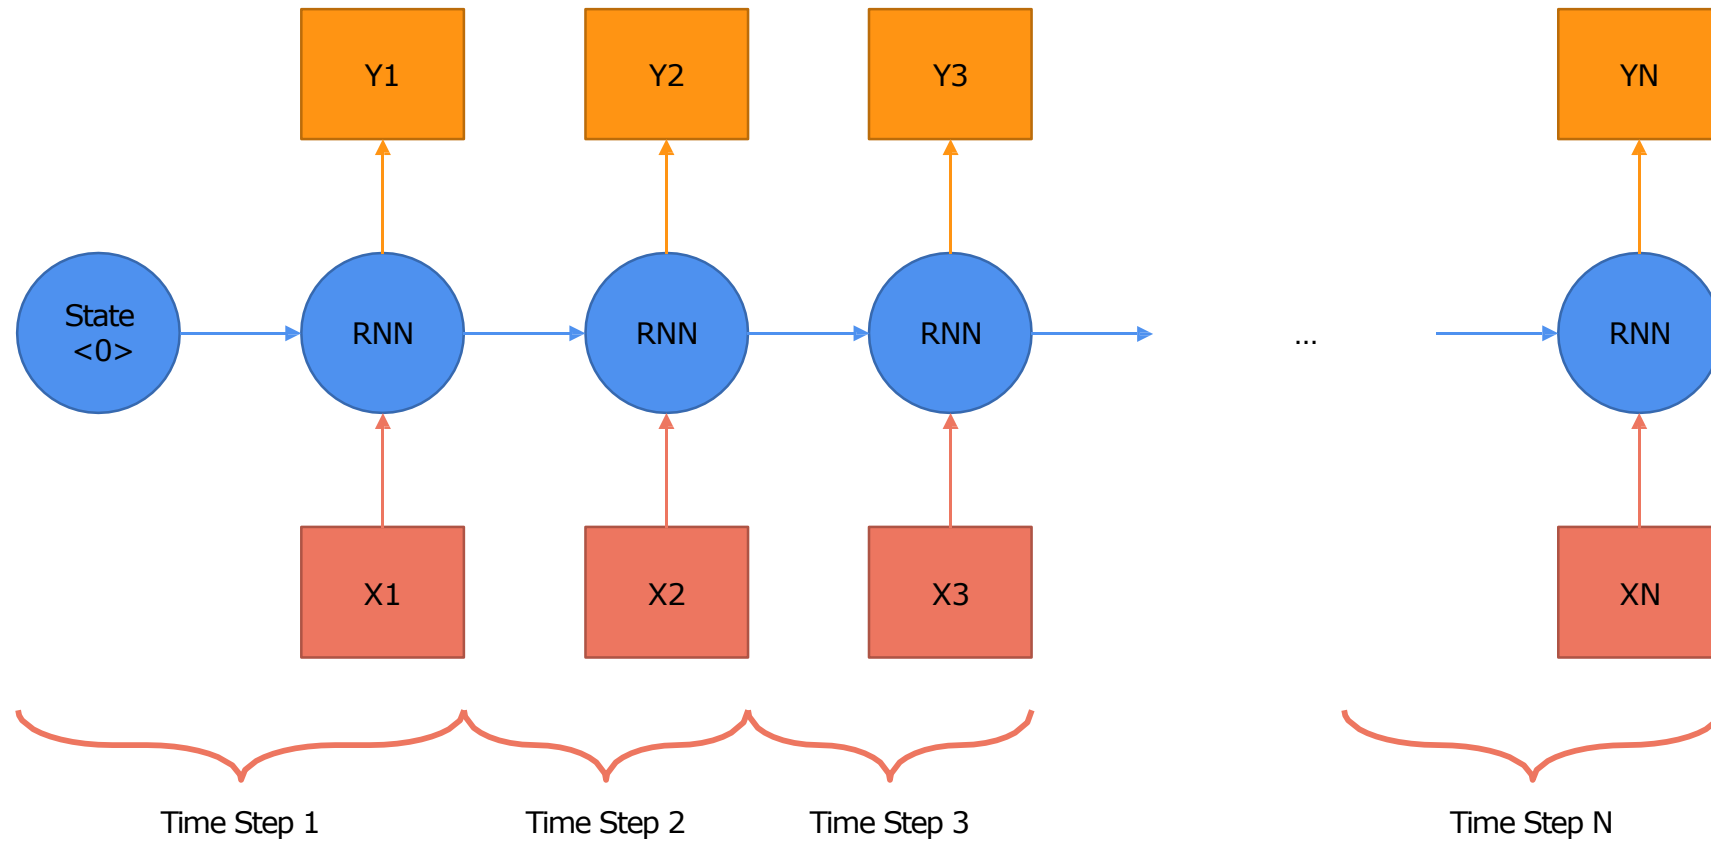 Y1
Y2
Y3
YN
State
<0>
RNN
RNN
RNN
...
RNN
X1
X2
X3
XN
Time Step 1
Time Step 2
Time Step 3
Time Step N